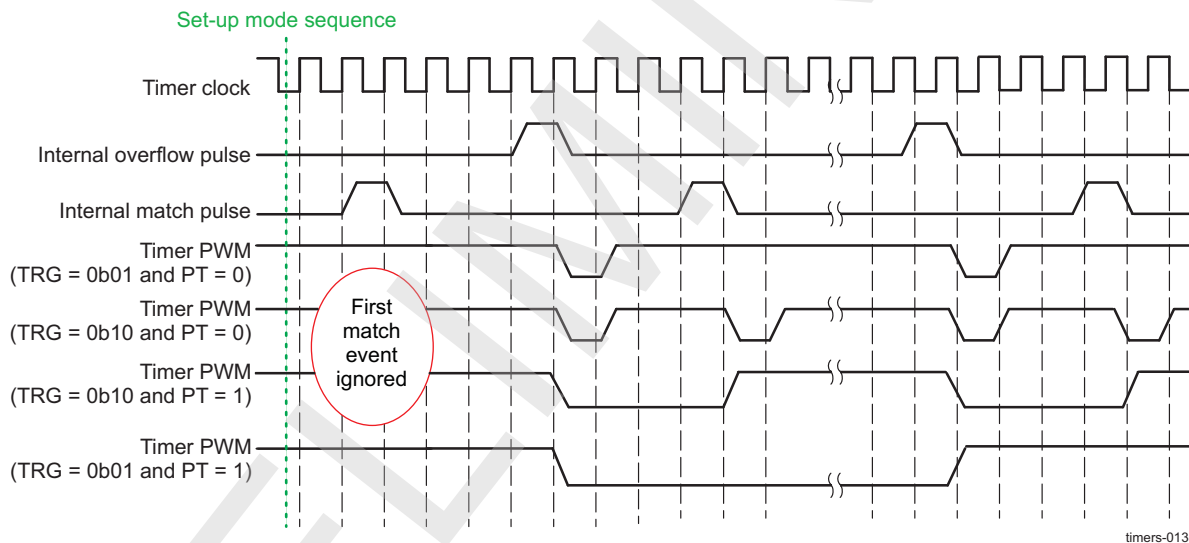 Set-up mode sequence
Timer clock
Internal overflow pulse
Internal match pulse
Timer PWM
(TRG = 0b01 and PT = 0)
Timer PWM
(TRG = 0b10 and PT = 0)
First
match
event
ignored
Timer PWM
(TRG = 0b10 and PT = 1)
Timer PWM
(TRG = 0b01 and PT = 1)
timers-013